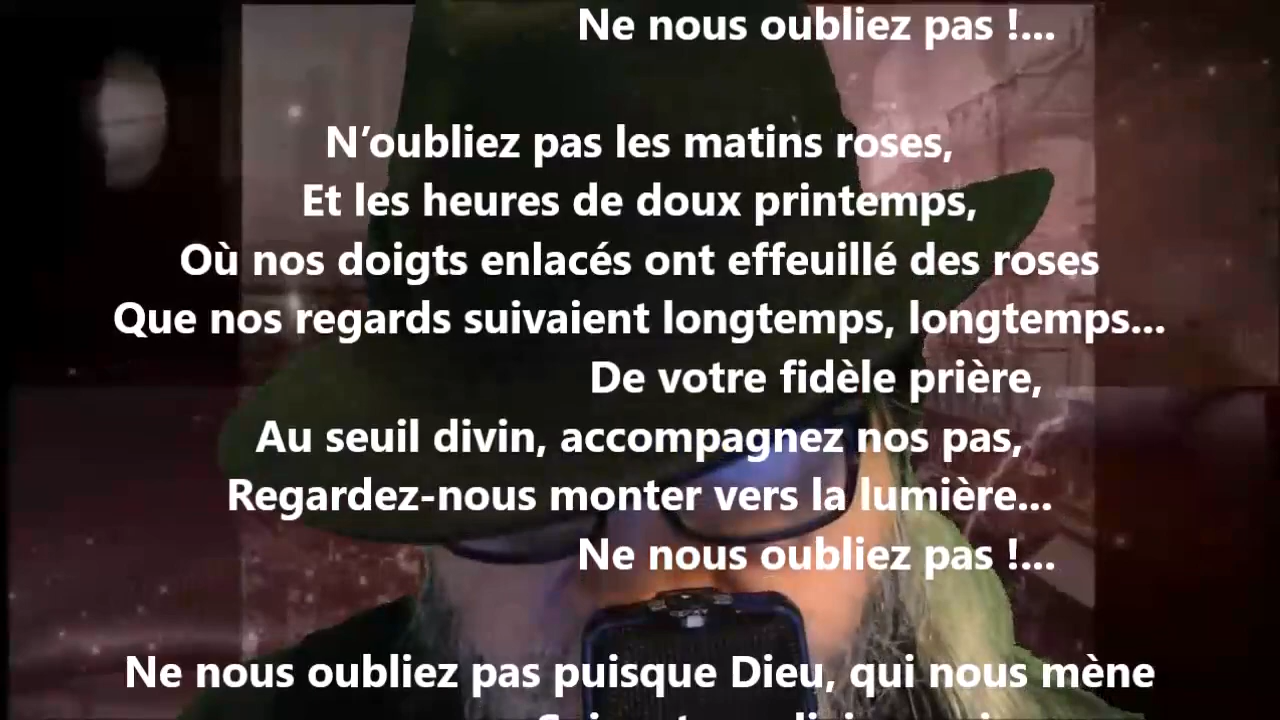 Ne nous oubliez pas !...
N’oubliez pas les matins roses,
Et les heures de doux printemps,
Où nos doigts enlacés ont effeuillé des roses
Que nos regards suivaient longtemps, longtemps...
De votre fidèle prière,
Au seuil divin, accompagnez nos pas,
Regardez-nous monter vers la lumière...
Ne nous oubliez pas !...
Ne nous oubliez pas puisque Dieu, qui nous mène